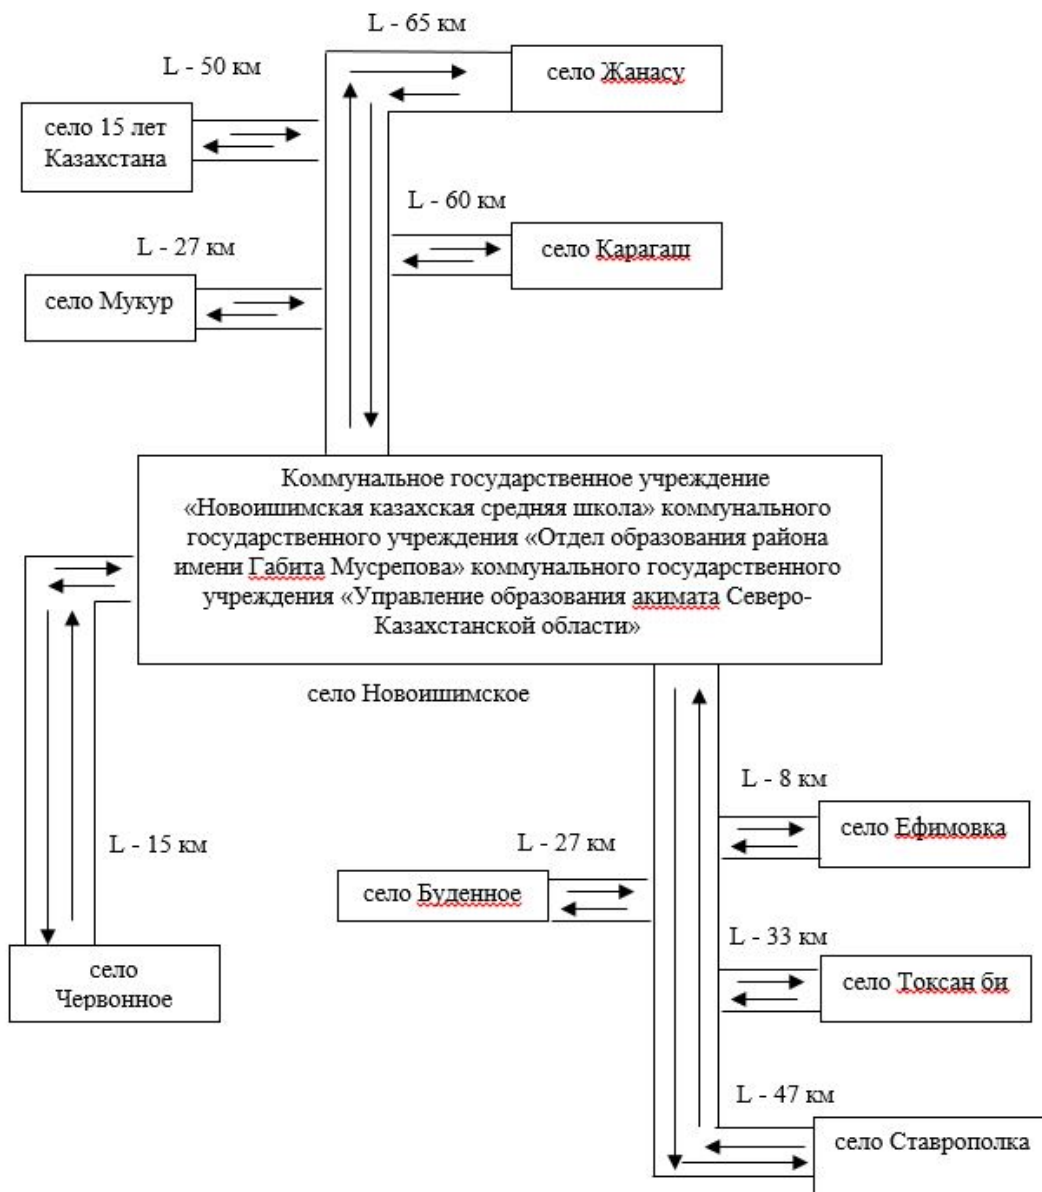 L - 65 км
L - 50 км
село Жанасу
село 15 лет
Казахстана
L - 60 км
L - 27 км
село Карагаш
село Мукур
Коммунальное государственное учреждение
«Новоишимская казахская средняя школа» коммунального
государственного учреждения «Отдел образования района
имени Габита Мусрепова» коммунального государственного
учреждения «Управление образования акимата Северо-
Казахстанской области»
село Новоишимское
L - 8 км
село Ефимовка
L - 15 км
L - 27 км
село Буденное
L - 33 км
село Токсан би
село
Червонное
L - 47 км
село Ставрополка